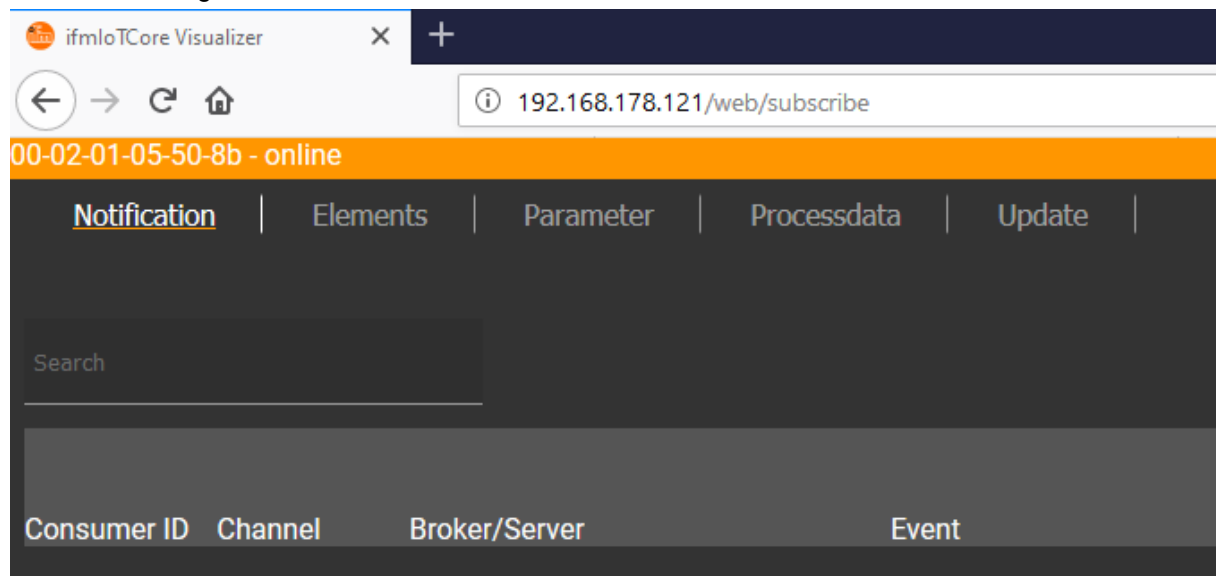 ifmIoTCore Visualizer
192.168.178.121/web/subscribe
00-02-01-05-50-8b - online
Notification Elements Parameter Processdata Update
Search
Consumer ID Channel Broker/Server Event